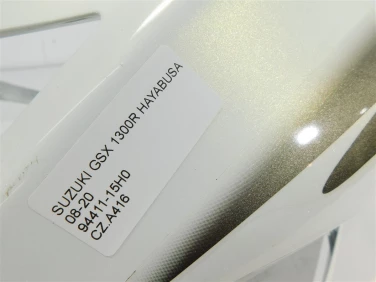 SUZUKI GSX 1300R HAYABUSA
08-20
94411-15H0
CZ.A416